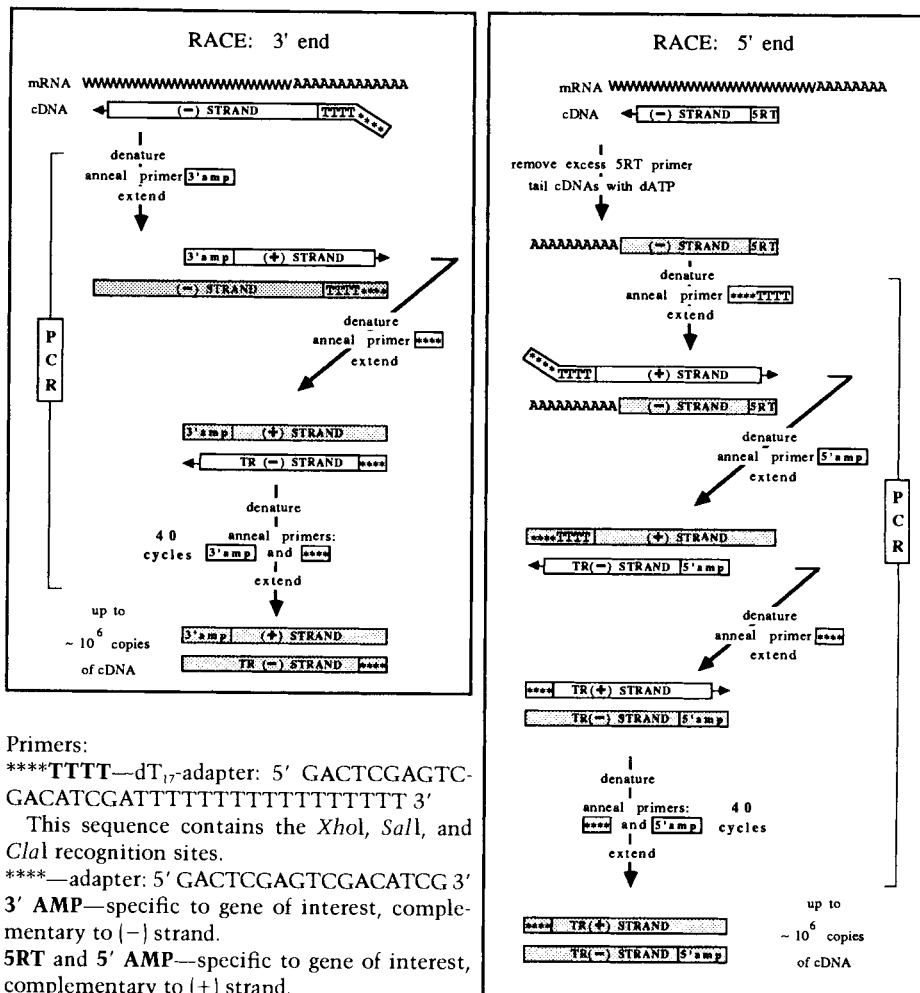 RACE: 3' end
mRNA WWWWWWWWWWWWWWWWWWWWAAAAAAAAAAAAA
cDNA (−) STRAND TTTT ****
denature
anneal primer 3'amp
extend
3'amp (+) STRAND
(−) STRAND TTTT****
denature
anneal primer ****
extend
P
C
R
3'amp (+) STRAND
TR (−) STRAND ****
denature
40 anneal primers:
cycles 3'amp and ****
extend
up to
~ 10^6 copies
of cDNA
3'amp (+) STRAND
TR (−) STRAND ****
Primers:
****TTTT—dT₁₇-adapter: 5' GACTCGAGTC-
GACATCGATTTTTTTTTTTTTTTTT 3'
This sequence contains the XhoI, SalI, and
ClaI recognition sites.
****—adapter: 5' GACTCGAGTCGACATCG 3'
3' AMP—specific to gene of interest, comple-
mentary to (−) strand.
5RT and 5' AMP—specific to gene of interest,
complementary to (+) strand.
RACE: 5' end
mRNA AAAAAAAA
cDNA (−) STRAND 5RT
remove excess 5RT primer
tail cDNAs with dATP
AAAAAAAAAA (−) STRAND 5RT
denature
anneal primer ****TTTT
extend
**** TTTT (+) STRAND
AAAAAAAAAA (−) STRAND 5RT
denature
anneal primer 5'amp
extend
P
C
R
****TTTT (+) STRAND
TR(−) STRAND 5'amp
denature
anneal primer ****
extend
**** TR(+) STRAND
TR(−) STRAND 5'amp
denature
anneal primers: 40
**** and 5'amp cycles
extend
up to
~ 10^6 copies
of cDNA
**** TR(+) STRAND
TR(−) STRAND 5'amp